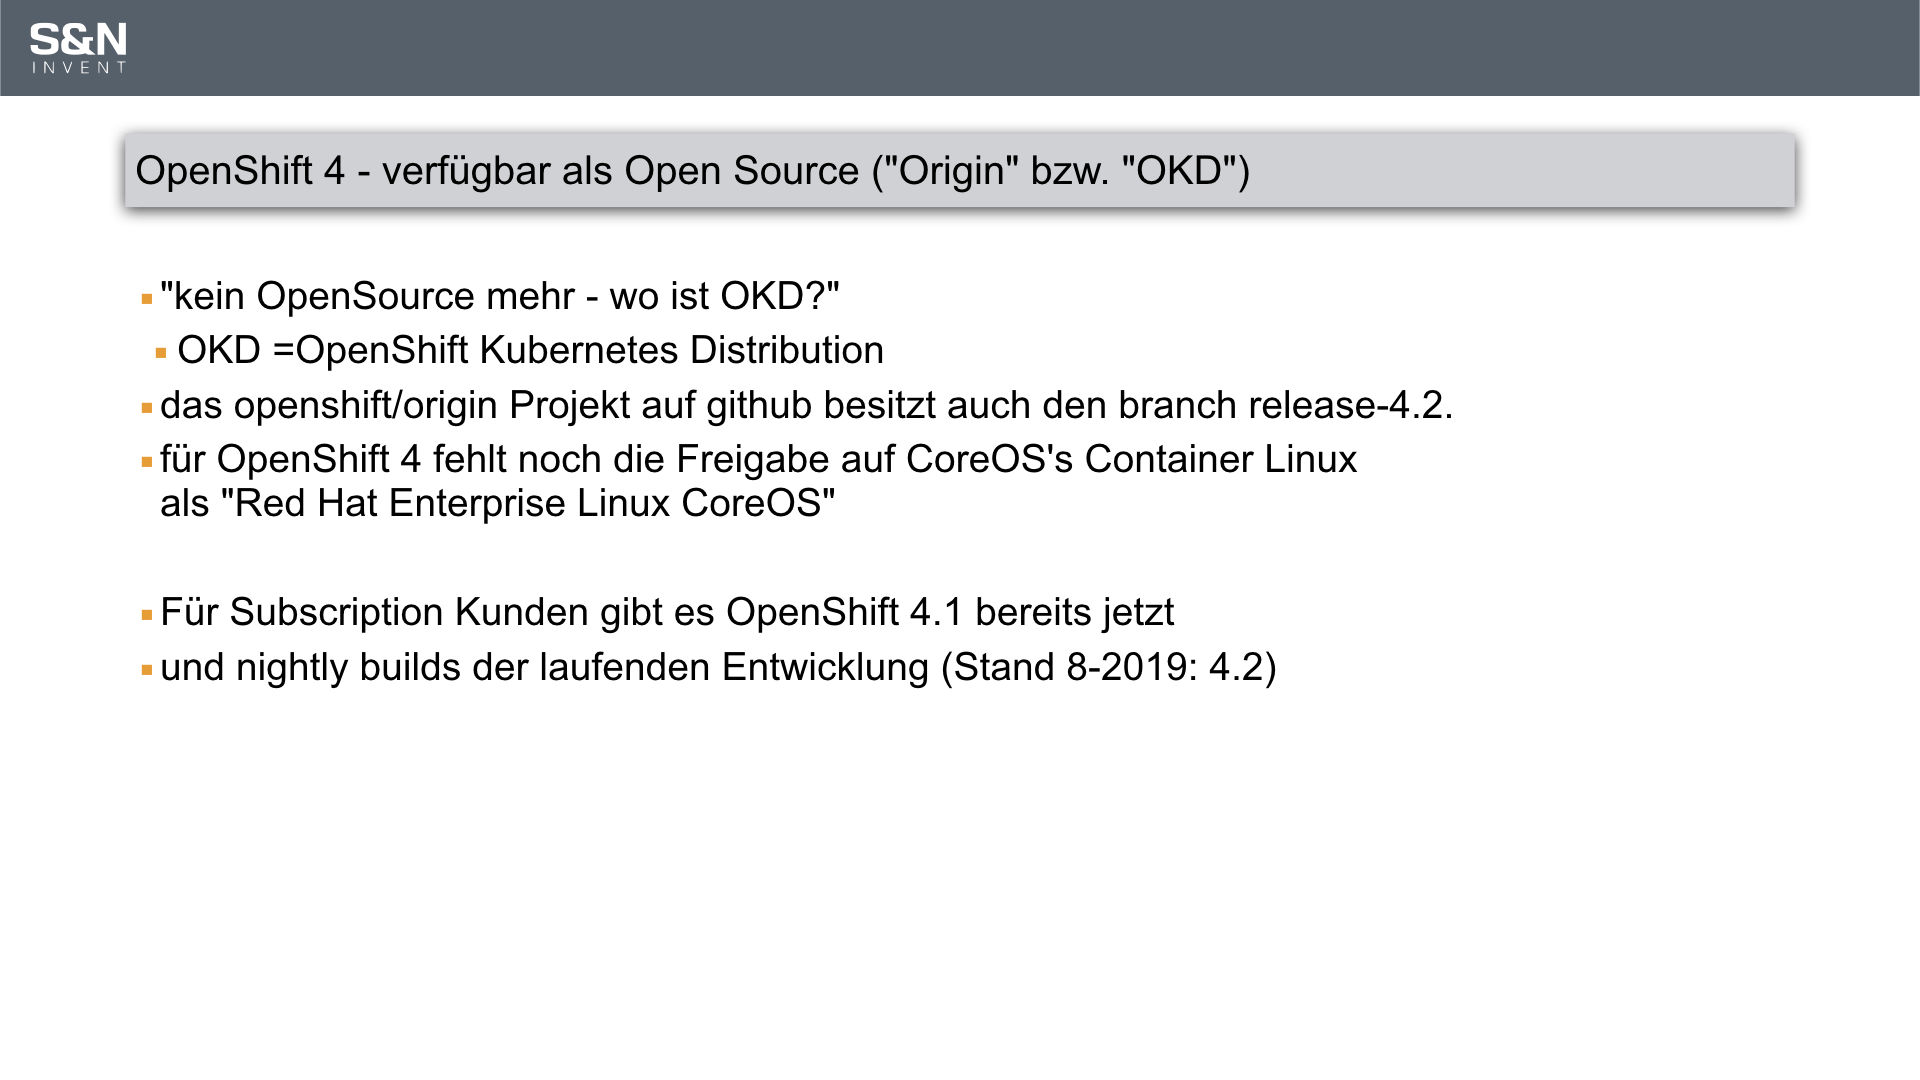 S&N
INVENT
OpenShift 4 - verfügbar als Open Source ("Origin" bzw. "OKD")
"kein OpenSource mehr - wo ist OKD?"
OKD =OpenShift Kubernetes Distribution
das openshift/origin Projekt auf github besitzt auch den branch release-4.2.
für OpenShift 4 fehlt noch die Freigabe auf CoreOS's Container Linux
als "Red Hat Enterprise Linux CoreOS"
Für Subscription Kunden gibt es OpenShift 4.1 bereits jetzt
und nightly builds der laufenden Entwicklung (Stand 8-2019: 4.2)